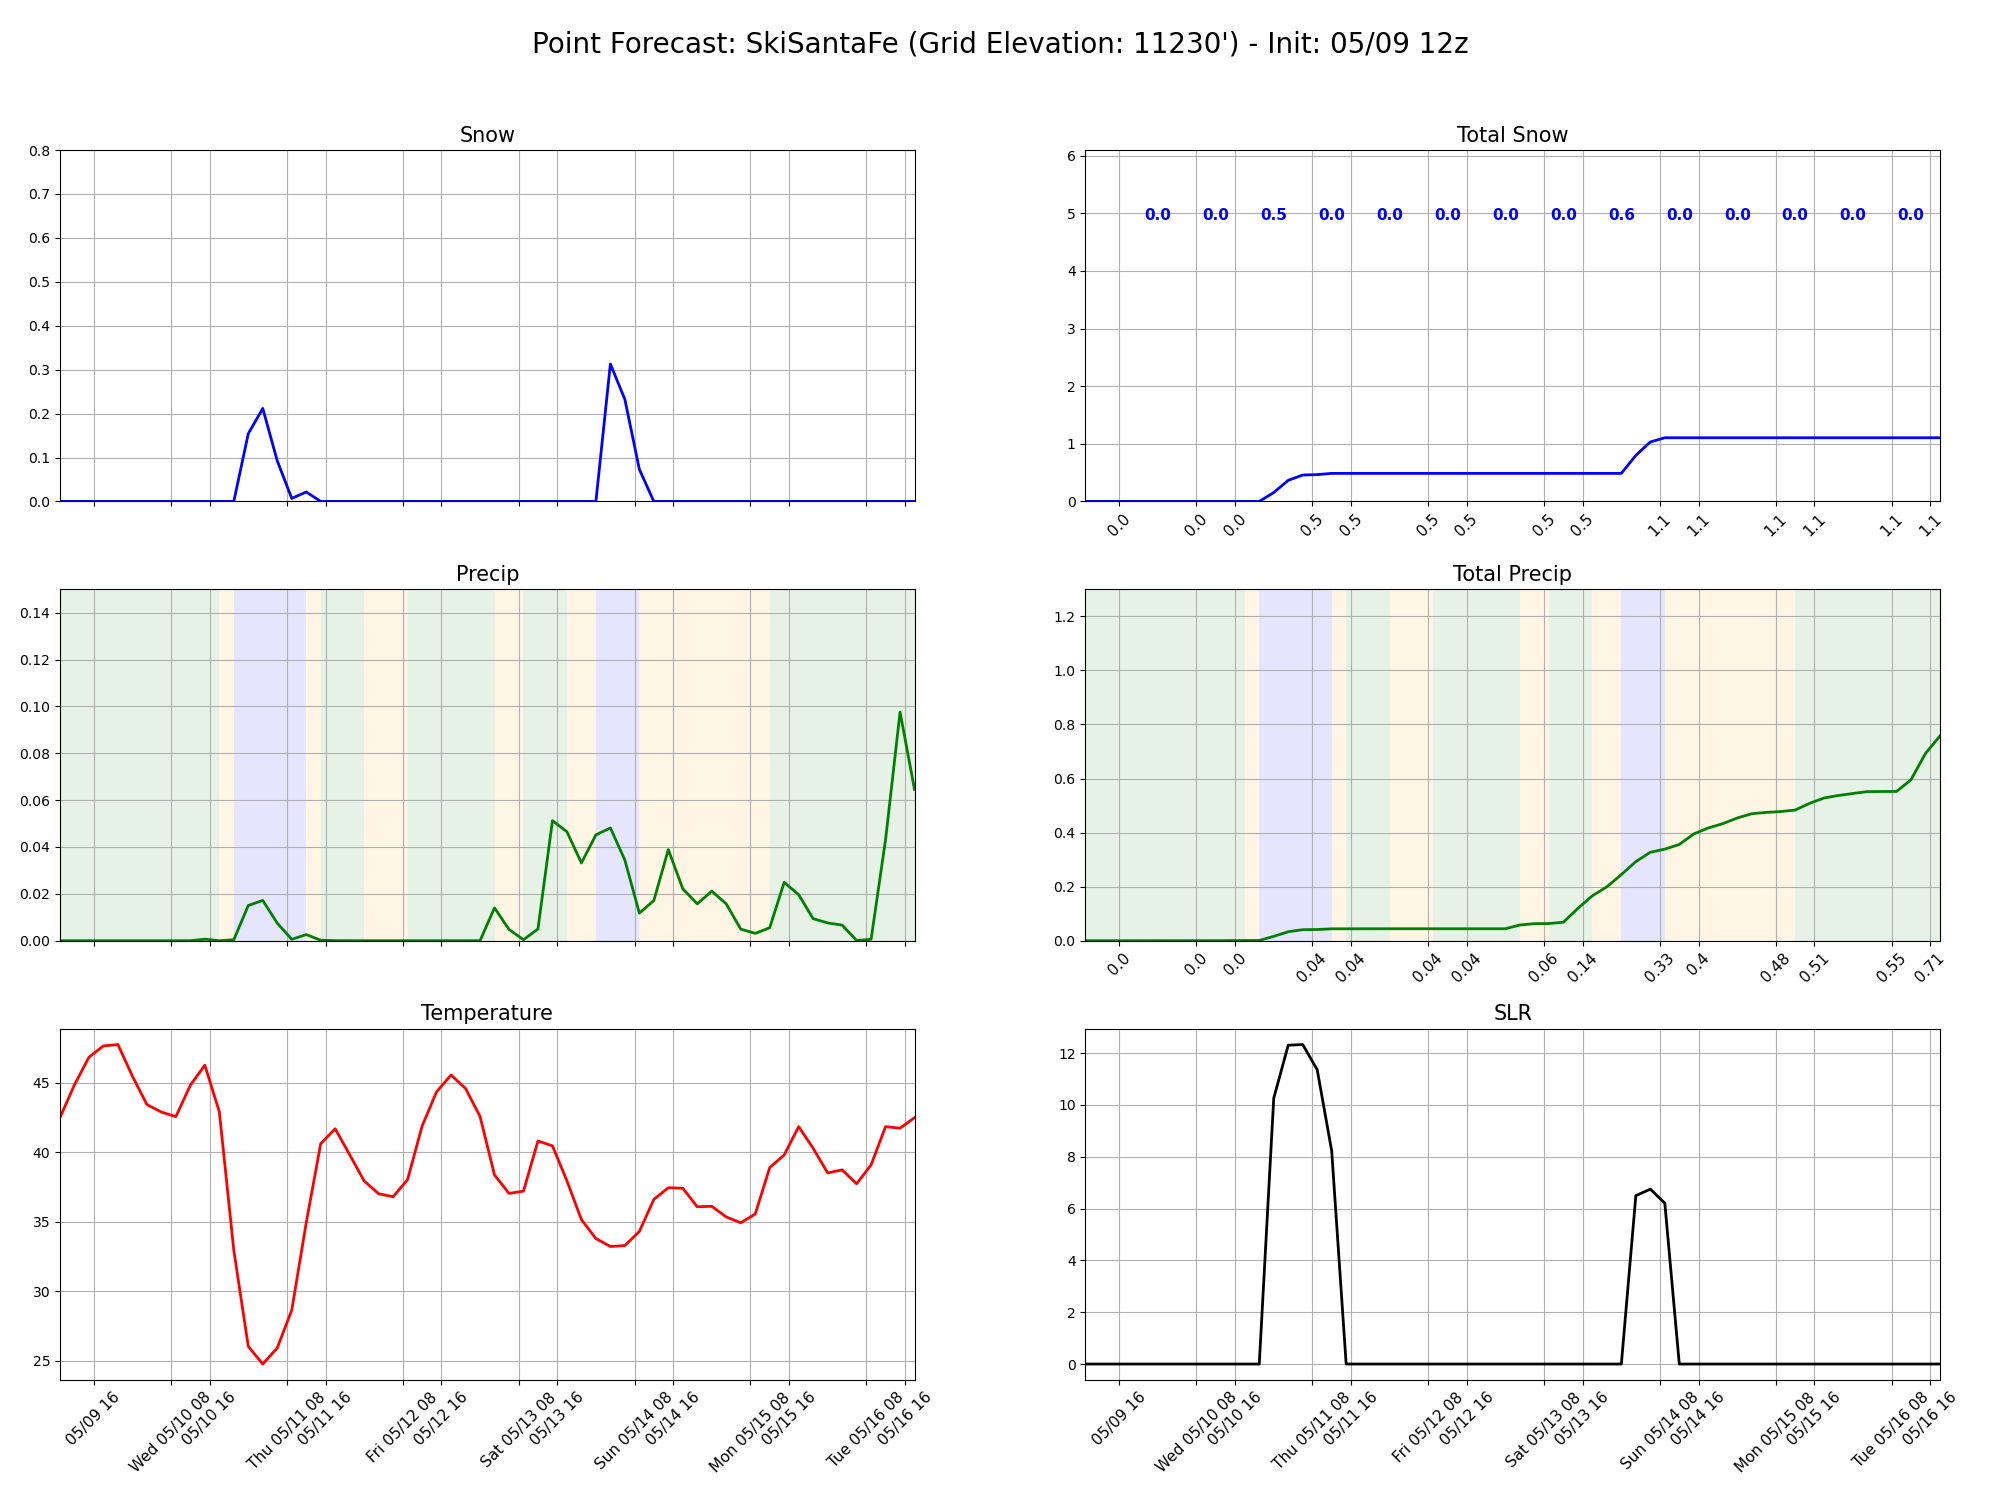 Point Forecast: SkiSantaFe (Grid Elevation: 11230') - Init: 05/09 12z
Snow
0.8
0.7
0.6
0.5
0.4
0.3
0.2
0.1
0.0
Total Snow
6
5
4
3
2
1
0
0.0 0.0 0.5 0.0 0.0 0.0 0.0 0.0 0.6 0.0 0.0 0.0 0.0 0.0
0.0 0.0 0.0 0.5 0.5 0.5 0.5 0.5 0.5 1.1 1.1 1.1 1.1 1.1 1.1
Precip
0.14
0.12
0.10
0.08
0.06
0.04
0.02
0.00
Total Precip
1.2
1.0
0.8
0.6
0.4
0.2
0.0
0.0 0.0 0.0 0.04 0.04 0.04 0.04 0.06 0.14 0.33 0.4 0.48 0.51 0.55 0.71
Temperature
45
40
35
30
25
05/09 16
Wed 05/10 08
05/10 16
Thu 05/11 08
05/11 16
Fri 05/12 08
05/12 16
Sat 05/13 08
05/13 16
Sun 05/14 08
05/14 16
Mon 05/15 08
05/15 16
Tue 05/16 08
05/16 16
SLR
12
10
8
6
4
2
0
05/09 16
Wed 05/10 08
05/10 16
Thu 05/11 08
05/11 16
Fri 05/12 08
05/12 16
Sat 05/13 08
05/13 16
Sun 05/14 08
05/14 16
Mon 05/15 08
05/15 16
Tue 05/16 08
05/16 16